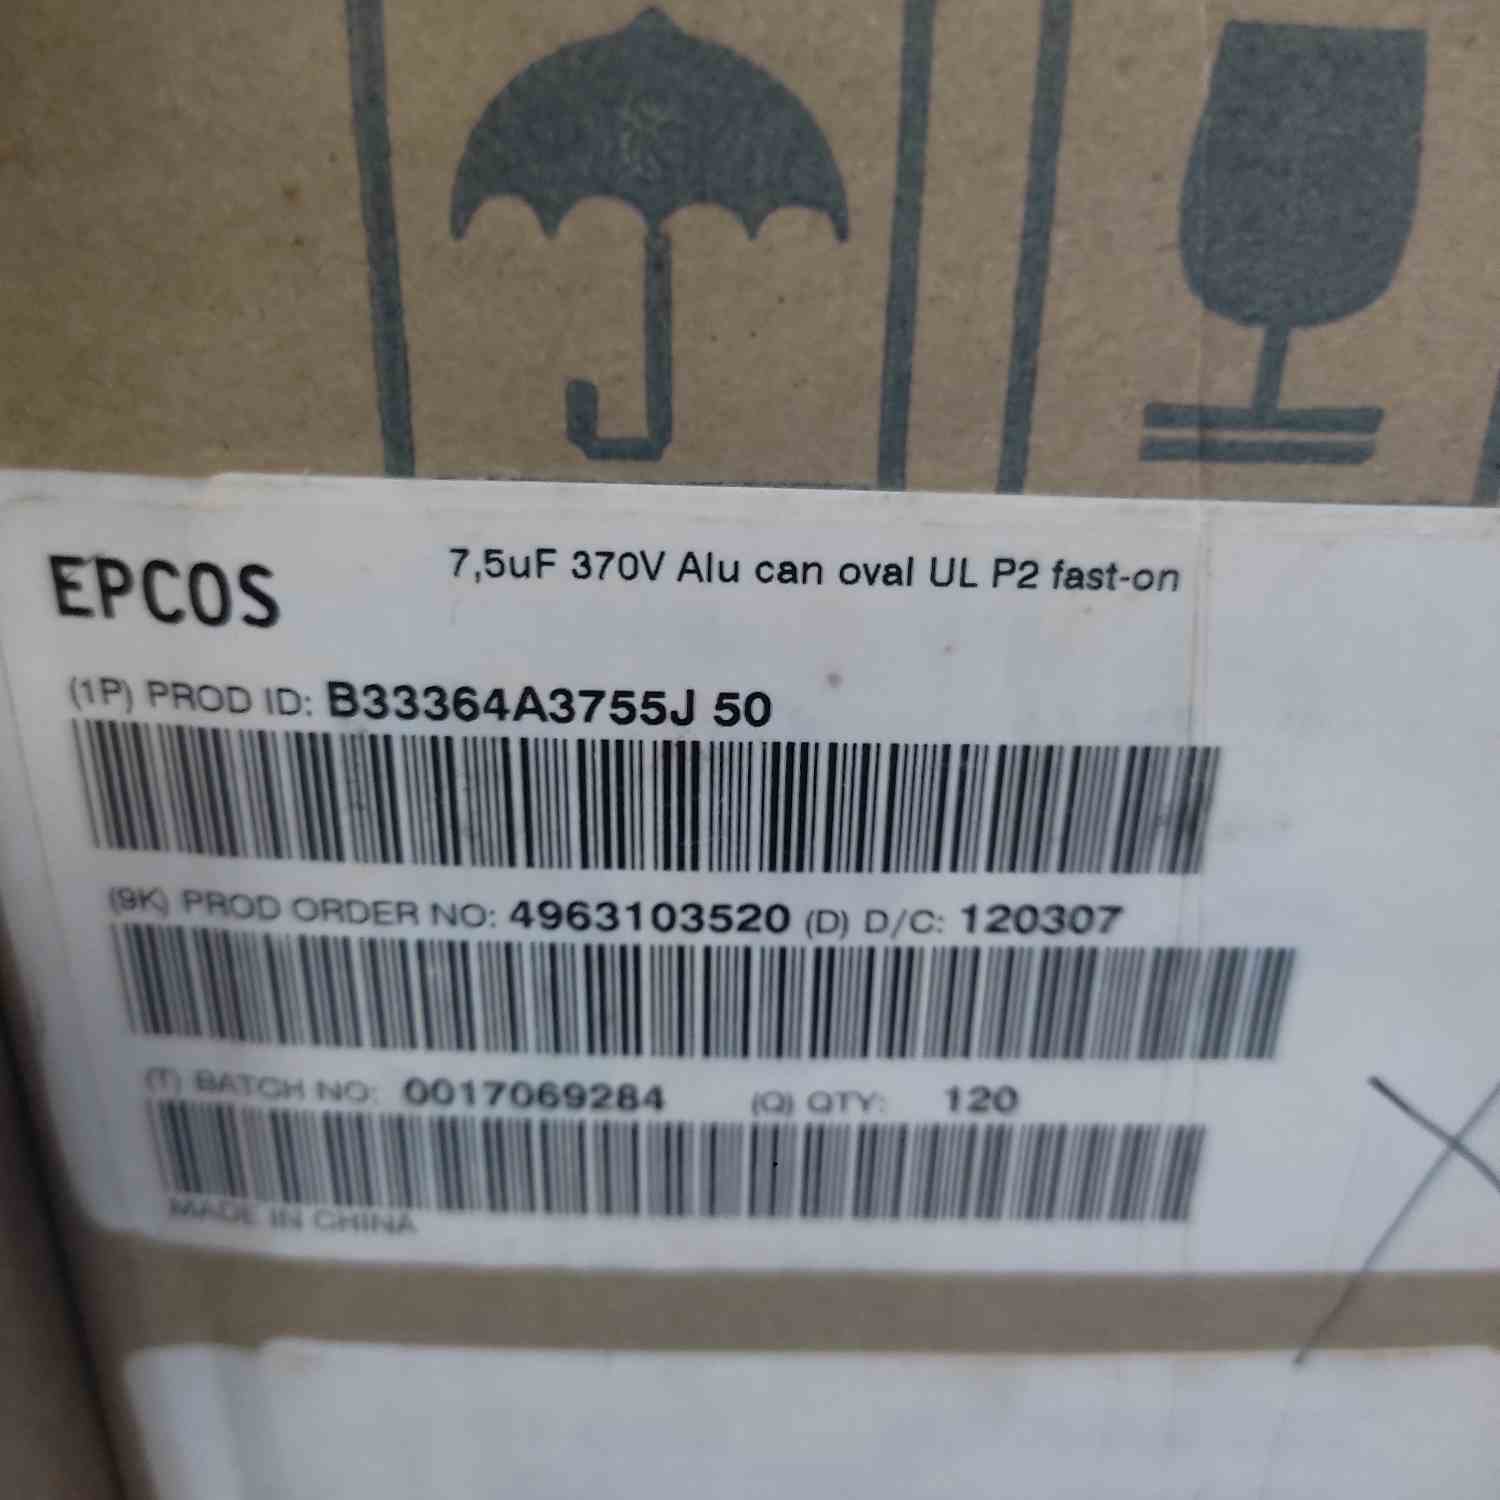 EPCOS 7,5uF 370V Alu can oval UL P2 fast-on
(1P) PROD ID: B33364A3755J 50
(9K) PROD ORDER NO: 4963103520 (D) D/C: 120307
(T) BATCH NO: 0017069284 (Q) QTY: 120
MADE IN CHINA